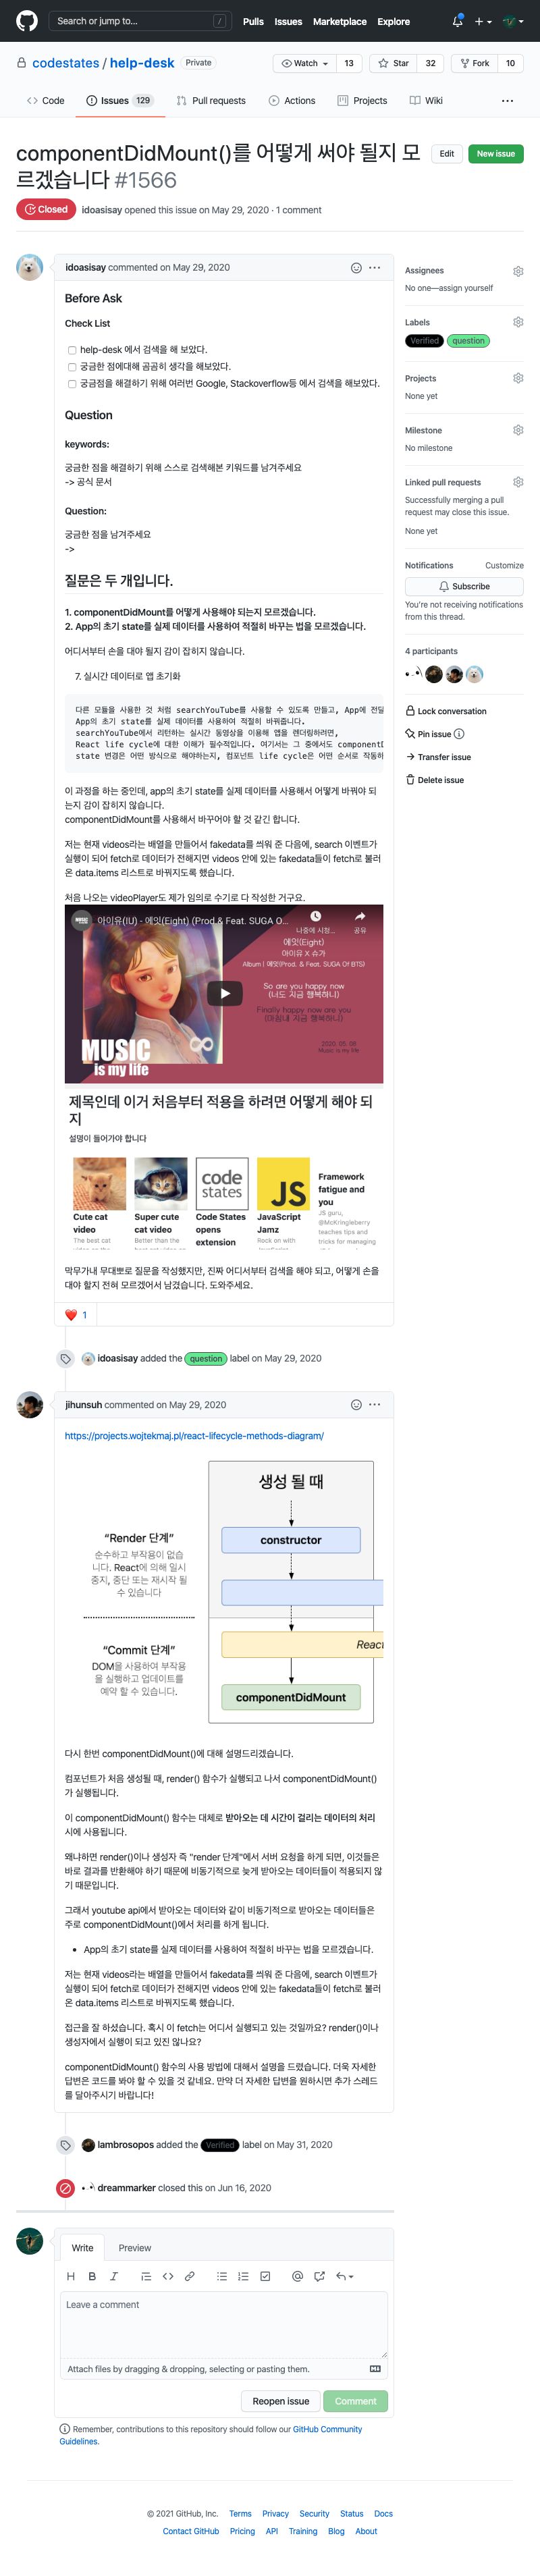 Search or jump to...
/
Pulls
Issues
Marketplace
Explore
codestates / help-desk
Private
Watch
13
Star
32
Fork
10
Code
Issues
129
Pull requests
Actions
Projects
Wiki
componentDidMount()를 어떻게 써야 될지 모
르겠습니다 #1566
Edit
New issue
Closed
idoasisay opened this issue on May 29, 2020 · 1 comment
idoasisay commented on May 29, 2020
Before Ask
Check List
help-desk 에서 검색을 해 보았다.
궁금한 점에대해 곰곰히 생각을 해보았다.
궁금점을 해결하기 위해 여러번 Google, Stackoverflow등 에서 검색을 해보았다.
Question
keywords:
궁금한 점을 해결하기 위해 스스로 검색해본 키워드를 남겨주세요
-> 공식 문서
Question:
궁금한 점을 남겨주세요
->
질문은 두 개입니다.
1. componentDidMount를 어떻게 사용해야 되는지 모르겠습니다.
2. App의 초기 state를 실제 데이터를 사용하여 적절히 바꾸는 법을 모르겠습니다.
어디서부터 손을 대야 될지 감이 잡히지 않습니다.
7. 실시간 데이터로 앱 초기화
다른 모듈을 사용한 것 처럼 searchYouTube를 사용할 수 있도록 만들고, App에 전달
App의 초기 state를 실제 데이터를 사용하여 적절히 바꿔줍니다.
searchYouTube에서 리턴하는 실시간 동영상을 이용해 앱을 렌더링하려면,
React life cycle에 대한 이해가 필수적입니다. 여기서는 그 중에서도 component
state 변경은 어떤 방식으로 해야하는지, 컴포넌트 life cycle은 어떤 순서로 작동하
이 과정을 하는 중인데, app의 초기 state를 실제 데이터를 사용해서 어떻게 바꿔야 되
는지 감이 잡히지 않습니다.
componentDidMount를 사용해서 바꾸어야 할 것 같긴 합니다.
저는 현재 videos라는 배열을 만들어서 fakedata를 씌워 준 다음에, search 이벤트가
실행이 되어 fetch로 데이터가 전해지면 videos 안에 있는 fakedata들이 fetch로 불러
온 data.items 리스트로 바꿔지도록 했습니다.
처음 나오는 videoPlayer도 제가 임의로 수기로 다 작성한 거구요.
아이유(IU) - 에잇(Eight) (Prod.& Feat. SUGA O...
나중에 시청...
공유
에잇(Eight)
아이유 X 슈가
Album | 에잇(Prod. & Feat. SUGA Of BTS)
So are you happy now
(너도 지금 행복하니)
Finally happy now are you
(마침내 지금 행복하니)
2020. 05. 06
MUSIC
is my life
제목인데 이거 처음부터 적용을 하려면 어떻게 해야 되
지
설명이 들어가야 합니다
Cute cat
video
The best cat
Super cute
cat video
Better than the
code
states
Code States
opens
extension
JS
JavaScript
Jamz
Rock on with
Framework
fatigue and
you
JS guru,
@McKringleberry
teaches tips and
tricks for managing
막무가내 무대뽀로 질문을 작성했지만, 진짜 어디서부터 검색을 해야 되고, 어떻게 손을
대야 할지 전혀 모르겠어서 남겼습니다. 도와주세요.
1
idoasisay added the question label on May 29, 2020
jihunsuh commented on May 29, 2020
https://projects.wojtekmaj.pl/react-lifecycle-methods-diagram/
생성 될 때
“Render 단계”
순수하고 부작용이 없습
니다. React에 의해 일시
중지, 중단 또는 재시작 될
수 있습니다
constructor
“Commit 단계”
DOM을 사용하여 부작용
을 실행하고 업데이트를
예약 할 수 있습니다.
React
componentDidMount
다시 한번 componentDidMount()에 대해 설명드리겠습니다.
컴포넌트가 처음 생성될 때, render() 함수가 실행되고 나서 componentDidMount()
가 실행됩니다.
이 componentDidMount() 함수는 대체로 받아오는 데 시간이 걸리는 데이터의 처리
시에 사용됩니다.
왜냐하면 render()이나 생성자 즉 "render 단계"에서 서버 요청을 하게 되면, 이것들은
바로 결과를 반환해야 하기 때문에 비동기적으로 늦게 받아오는 데이터들이 적용되지 않
기 때문입니다.
그래서 youtube api에서 받아오는 데이터와 같이 비동기적으로 받아오는 데이터들은
주로 componentDidMount()에서 처리를 하게 됩니다.
App의 초기 state를 실제 데이터를 사용하여 적절히 바꾸는 법을 모르겠습니다.
저는 현재 videos라는 배열을 만들어서 fakedata를 씌워 준 다음에, search 이벤트가
실행이 되어 fetch로 데이터가 전해지면 videos 안에 있는 fakedata들이 fetch로 불러
온 data.items 리스트로 바꿔지도록 했습니다.
접근을 잘 하셨습니다. 혹시 이 fetch는 어디서 실행되고 있는 것일까요? render()이나
생성자에서 실행이 되고 있진 않나요?
componentDidMount() 함수의 사용 방법에 대해서 설명을 드렸습니다. 더욱 자세한
답변은 코드를 봐야 할 수 있을 것 같네요. 만약 더 자세한 답변을 원하시면 추가 스레드
를 달아주시기 바랍니다!
lambrosopos added the Verified label on May 31, 2020
dreammarker closed this on Jun 16, 2020
Write
Preview
Leave a comment
Attach files by dragging & dropping, selecting or pasting them.
Reopen issue
Comment
Remember, contributions to this repository should follow our GitHub Community
Guidelines.
Assignees
No one—assign yourself
Labels
Verified
question
Projects
None yet
Milestone
No milestone
Linked pull requests
Successfully merging a pull
request may close this issue.
None yet
Notifications
Customize
Subscribe
You're not receiving notifications
from this thread.
4 participants
Lock conversation
Pin issue
Transfer issue
Delete issue
© 2021 GitHub, Inc.
Terms
Privacy
Security
Status
Docs
Contact GitHub
Pricing
API
Training
Blog
About